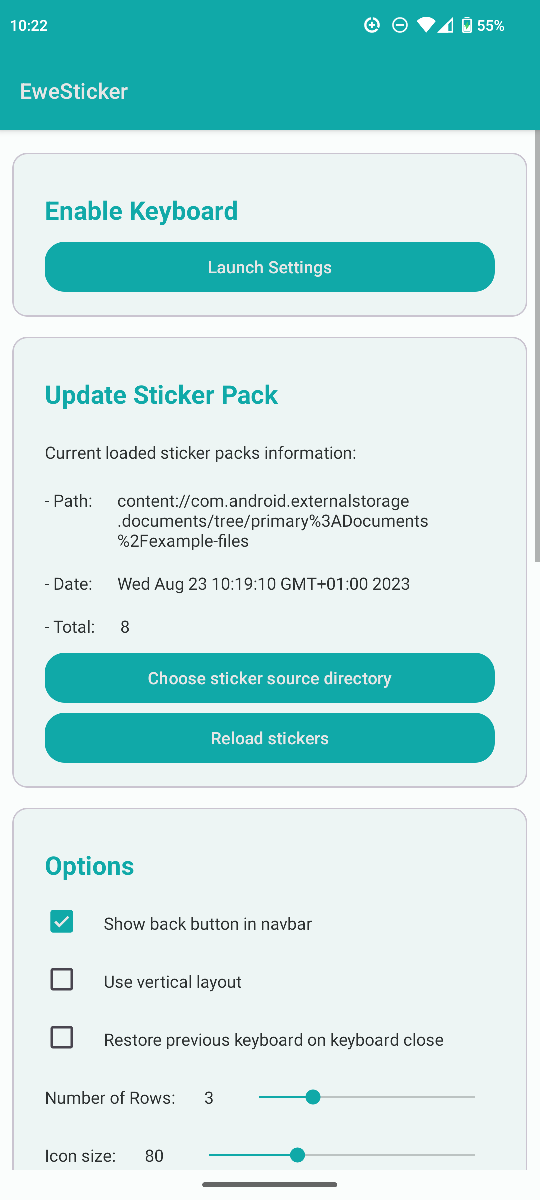 10:22
55%
EweSticker
Enable Keyboard
Launch Settings
Update Sticker Pack
Current loaded sticker packs information:
- Path: content://com.android.externalstorage
.documents/tree/primary%3ADocuments
%2Fexample-files
- Date: Wed Aug 23 10:19:10 GMT+01:00 2023
- Total: 8
Choose sticker source directory
Reload stickers
Options
Show back button in navbar
Use vertical layout
Restore previous keyboard on keyboard close
Number of Rows: 3
Icon size: 80